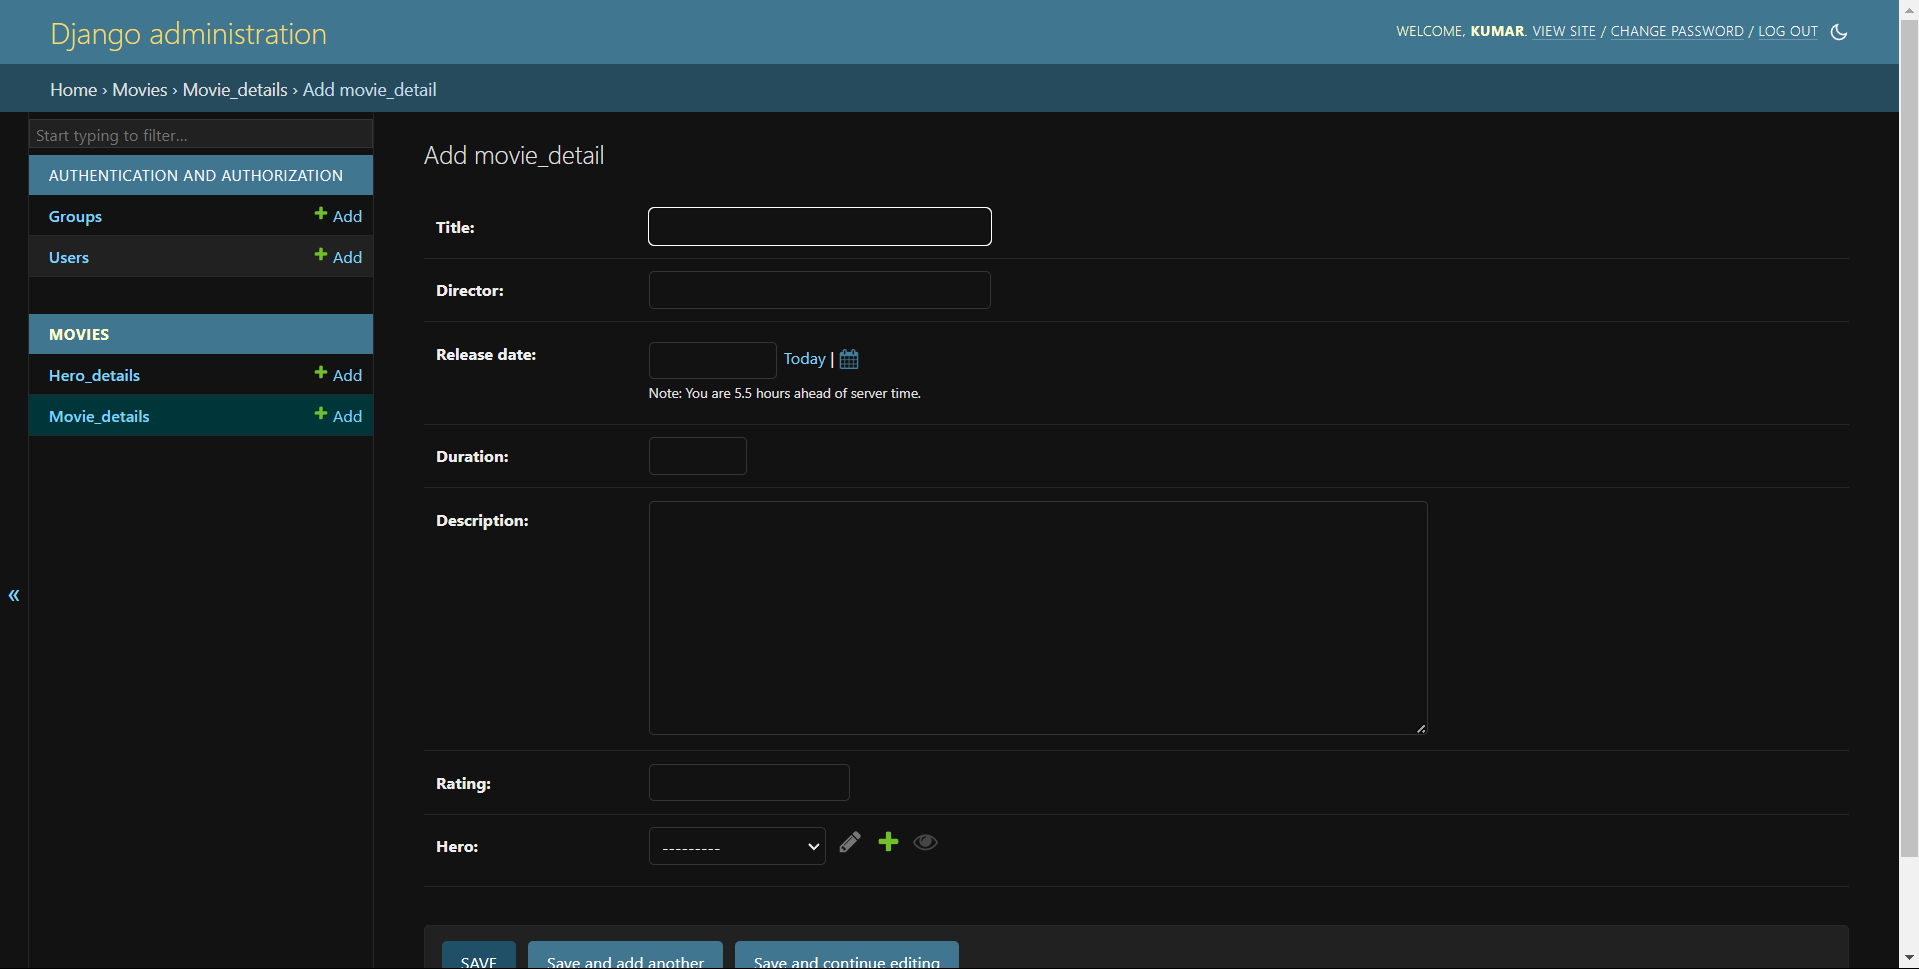 Django administration
WELCOME, KUMAR. VIEW SITE / CHANGE PASSWORD / LOG OUT
Home › Movies › Movie_details › Add movie_detail
Start typing to filter...
AUTHENTICATION AND AUTHORIZATION
Groups Add
Users Add
MOVIES
Hero_details Add
Movie_details Add
«
Add movie_detail
Title:
Director:
Release date:
Today |
Note: You are 5.5 hours ahead of server time.
Duration:
Description:
Rating:
Hero:
---------
SAVE Save and add another Save and continue editing